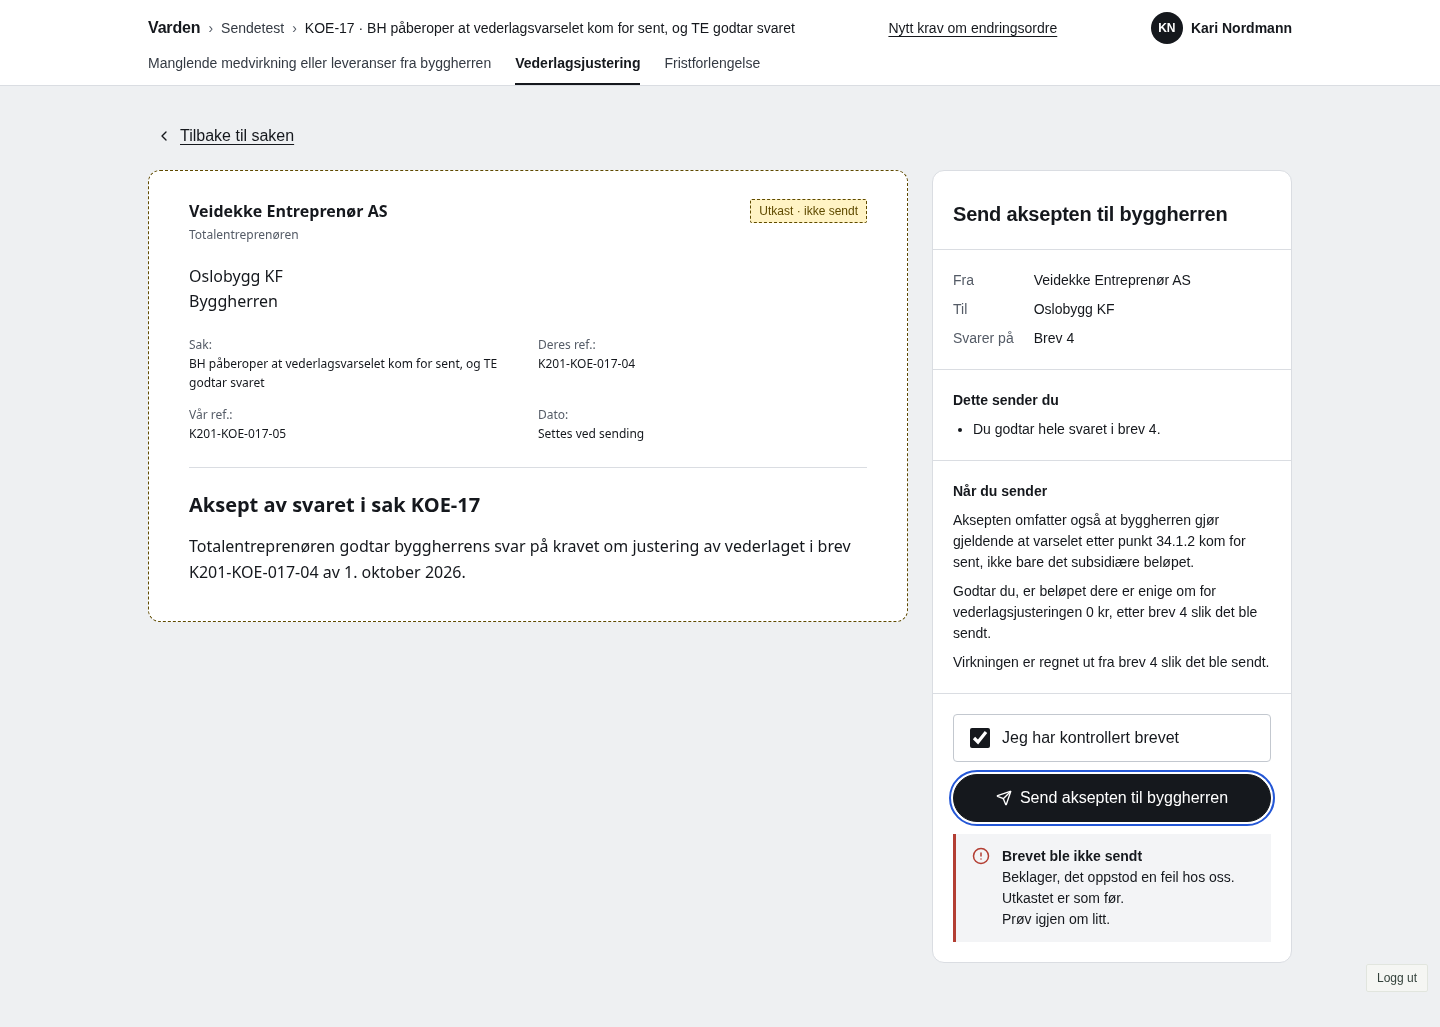 Varden › Sendetest › KOE-17 · BH påberoper at vederlagsvarselet kom for sent, og TE godtar svaret
Nytt krav om endringsordre
KN Kari Nordmann
Manglende medvirkning eller leveranser fra byggherren
Vederlagsjustering
Fristforlengelse
Tilbake til saken
Veidekke Entreprenør AS
Utkast · ikke sendt
Totalentreprenøren
Oslobygg KF
Byggherren
Sak:
BH påberoper at vederlagsvarselet kom for sent, og TE
godtar svaret
Deres ref.:
K201-KOE-017-04
Vår ref.:
K201-KOE-017-05
Dato:
Settes ved sending
Aksept av svaret i sak KOE-17
Totalentreprenøren godtar byggherrens svar på kravet om justering av vederlaget i brev
K201-KOE-017-04 av 1. oktober 2026.
Send aksepten til byggherren
Fra Veidekke Entreprenør AS
Til Oslobygg KF
Svarer på Brev 4
Dette sender du
• Du godtar hele svaret i brev 4.
Når du sender
Aksepten omfatter også at byggherren gjør
gjeldende at varselet etter punkt 34.1.2 kom for
sent, ikke bare det subsidiære beløpet.
Godtar du, er beløpet dere er enige om for
vederlagsjusteringen 0 kr, etter brev 4 slik det ble
sendt.
Virkningen er regnet ut fra brev 4 slik det ble sendt.
Jeg har kontrollert brevet
Send aksepten til byggherren
Brevet ble ikke sendt
Beklager, det oppstod en feil hos oss.
Utkastet er som før.
Prøv igjen om litt.
Logg ut